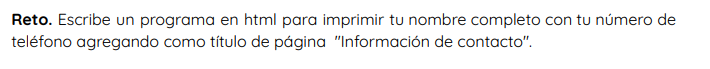 Reto. Escribe un programa en html para imprimir tu nombre completo con tu número de
teléfono agregando como título de página "Información de contacto".